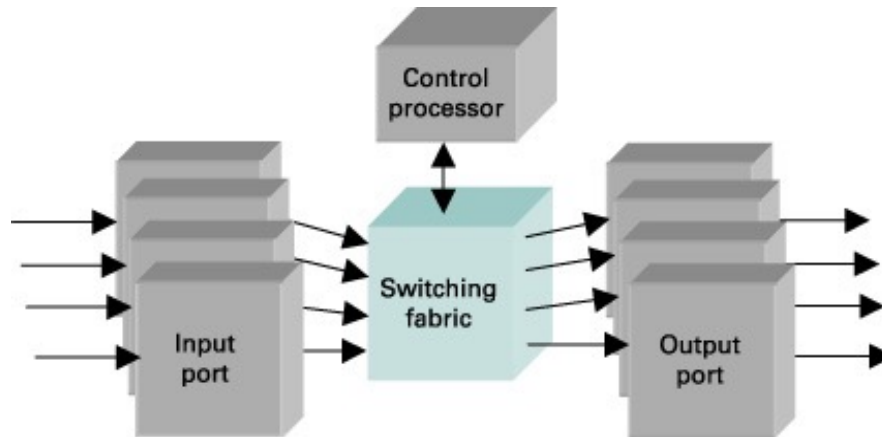 Control
processor
Switching
fabric
Input
port
Output
port